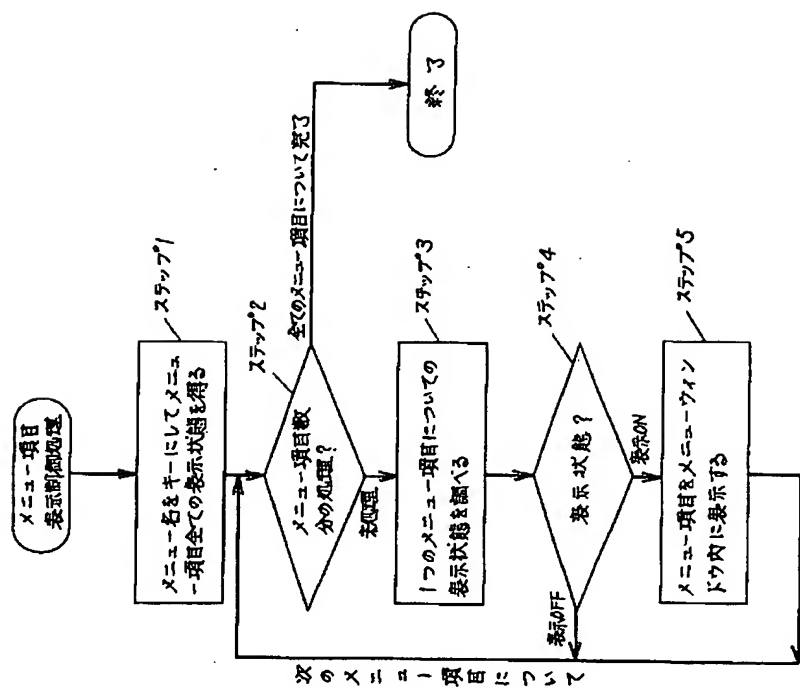 メニュー項目
表示制御処理
ステップ1
メニュー名をキーにしてメニュ
ー項目全ての表示状態を得る
ステップ2
メニュー項目数
分の処理?
全てのメニュー項目について完了
終了
未処理
ステップ3
1つのメニュー項目についての
表示状態を調べる
ステップ4
表示状態?
表示OFF
表示ON
ステップ5
メニュー項目をメニューウィン
ドウ内に表示する
次のメニュー項目について